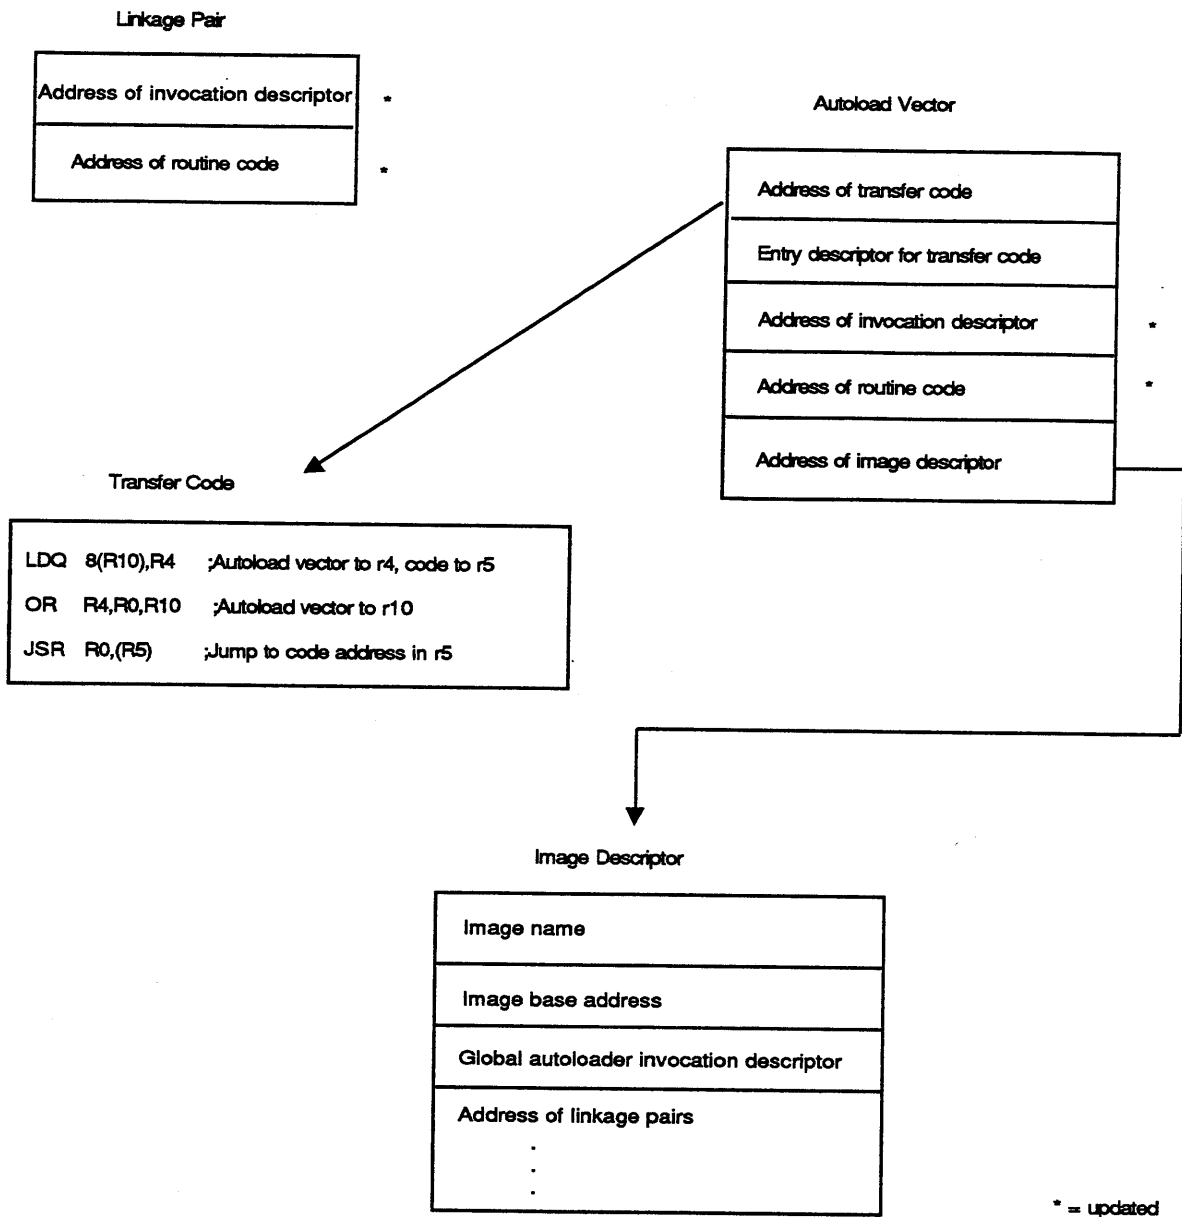 Linkage Pair
Address of invocation descriptor *
Address of routine code *
Autoload Vector
Address of transfer code
Entry descriptor for transfer code
Address of invocation descriptor *
Address of routine code *
Address of image descriptor
Transfer Code
LDQ 8(R10),R4 ;Autoload vector to r4, code to r5
OR R4,R0,R10 ;Autoload vector to r10
JSR R0,(R5) ;Jump to code address in r5
Image Descriptor
Image name
Image base address
Global autoloader invocation descriptor
Address of linkage pairs
.
.
.
* = updated